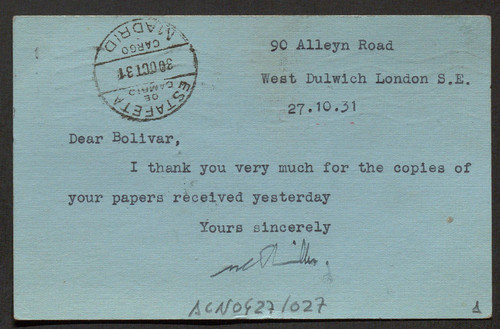 MADRID
CARGO
30 OCT 31
DE
CAMBIO
ESTAFETA
90 Alleyn Road
West Dulwich London S.E.
27.10.31
Dear Bolivar,
I thank you very much for the copies of
your papers received yesterday
Yours sincerely
ACN0427/027